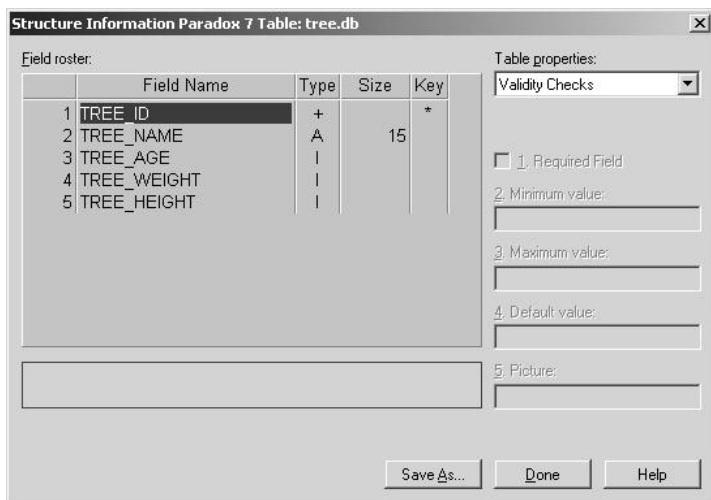 Structure Information Paradox 7 Table: tree.db
Field roster:
Field Name Type Size Key
1 TREE_ID + *
2 TREE_NAME A 15
3 TREE_AGE I
4 TREE_WEIGHT I
5 TREE_HEIGHT I
Table properties:
Validity Checks
1. Required Field
2. Minimum value:
3. Maximum value:
4. Default value:
5. Picture:
Save As... Done Help